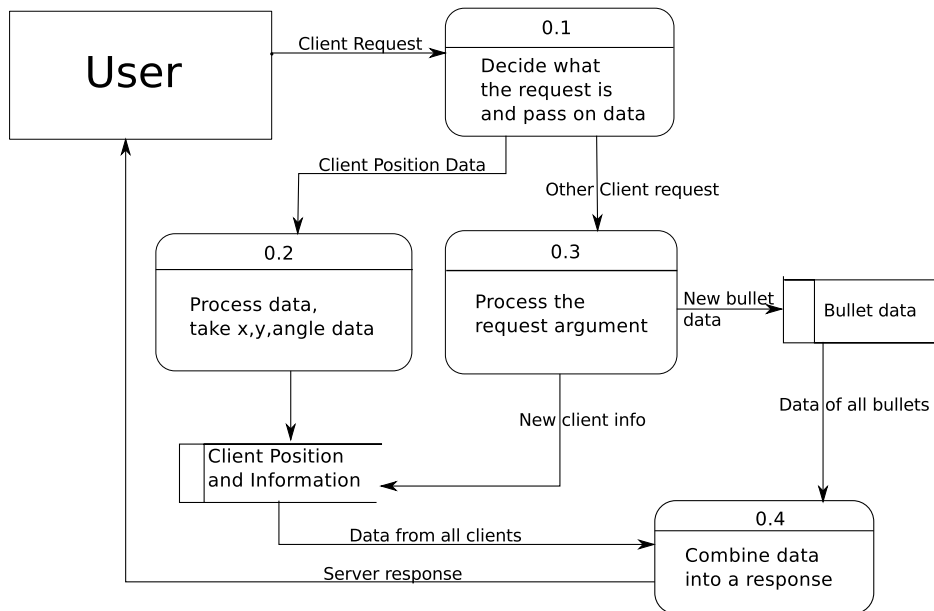 User
Client Request
0.1
Decide what
the request is
and pass on data
Client Position Data
Other Client request
0.2
Process data,
take x,y,angle data
0.3
Process the
request argument
New bullet
data
Bullet data
New client info
Data of all bullets
Client Position
and Information
Data from all clients
0.4
Combine data
into a response
Server response